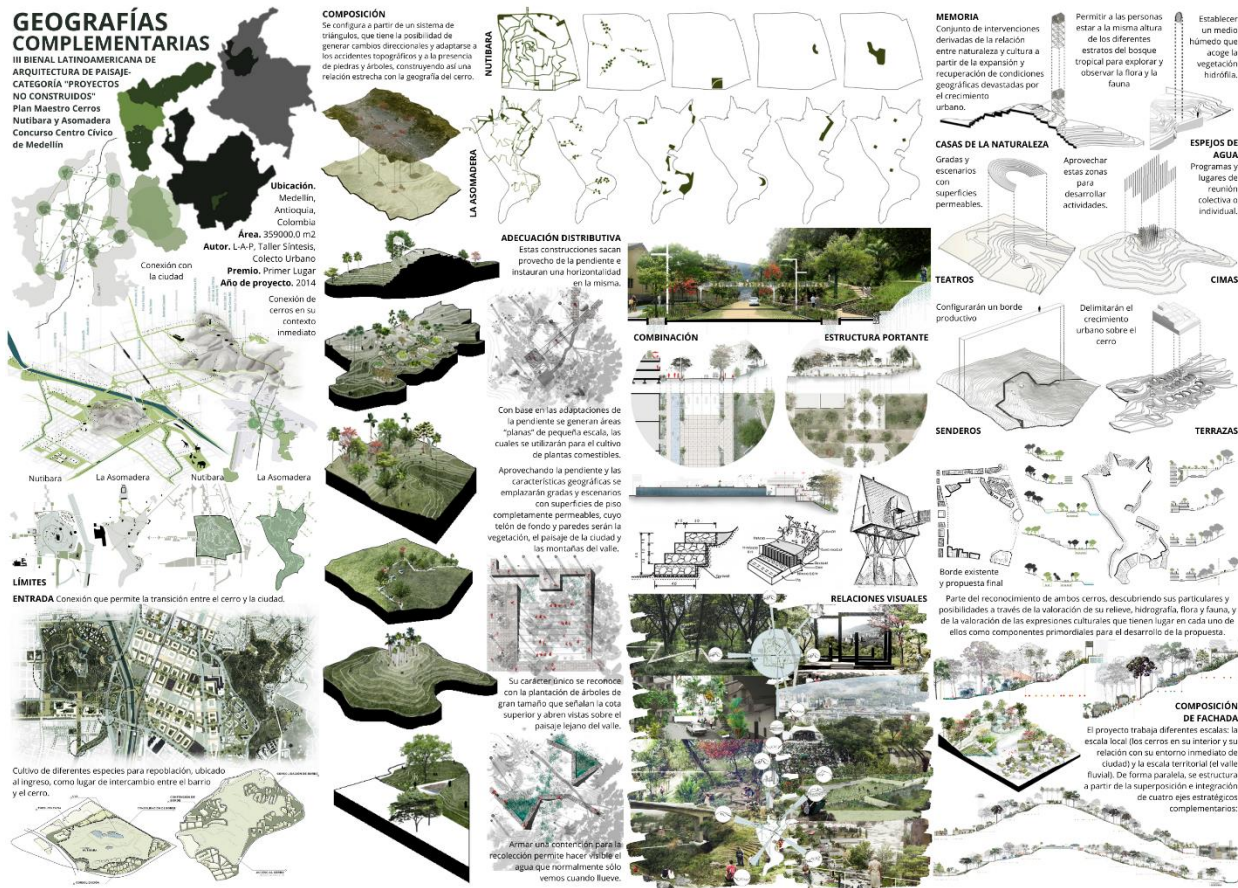 GEOGRAFÍAS
COMPLEMENTARIAS
III BIENAL LATINOAMERICANA DE
ARQUITECTURA DE PAISAJE-
CATEGORÍA "PROYECTOS
NO CONSTRUIDOS"
Plan Maestro Cerros
Nutibara y Asomadera
Concurso Centro Cívico
de Medellín
Ubicación.
Medellín,
Antioquia,
Colombia
Área. 359000.0 m2
Autor. L-A-P, Taller Síntesis,
Colecto Urbano
Premio. Primer Lugar
Año de proyecto. 2014
Conexión con
la ciudad
Conexión de
cerros en su
contexto
inmediato
Nutibara
La Asomadera
Nutibara
La Asomadera
LÍMITES
ENTRADA Conexión que permite la transición entre el cerro y la ciudad.
Cultivo de diferentes especies para repoblación, ubicado
al ingreso, como lugar de intercambio entre el barrio
y el cerro.
COMPOSICIÓN
Se configura a partir de un sistema de
triángulos, que tiene la posibilidad de
generar cambios direccionales y adaptarse a
los accidentes topográficos y a la presencia
de piedras y árboles, construyendo así una
relación estrecha con la geografía del cerro.
NUTIBARA
LA ASOMADERA
ADECUACIÓN DISTRIBUTIVA
Estas construcciones sacan
provecho de la pendiente e
instauran una horizontalidad
en la misma.
Con base en las adaptaciones de
la pendiente se generan áreas
"planas" de pequeña escala, las
cuales se utilizarán para el cultivo
de plantas comestibles.
Aprovechando la pendiente y las
características geográficas se
emplazarán gradas y escenarios
con superficies de piso
completamente permeables, cuyo
telón de fondo y paredes serán la
vegetación, el paisaje de la ciudad y
las montañas del valle.
Su carácter único se reconoce
con la plantación de árboles de
gran tamaño que señalan la cota
superior y abren vistas sobre el
paisaje lejano del valle.
Armar una contención para la
recolección permite hacer visible el
agua que normalmente sólo
vemos cuando llueve.
COMBINACIÓN
ESTRUCTURA PORTANTE
RELACIONES VISUALES
MEMORIA
Conjunto de intervenciones
derivadas de la relación
entre naturaleza y cultura a
partir de la expansión y
recuperación de condiciones
geográficas devastadas por
el crecimiento
urbano.
Permitir a las personas
estar a la misma altura
de los diferentes
estratos del bosque
tropical para explorar y
observar la flora y la
fauna
Establecer
un medio
húmedo que
acoge la
vegetación
hidrófila.
CASAS DE LA NATURALEZA
ESPEJOS DE
AGUA
Gradas y
escenarios
con
superficies
permeables.
Aprovechar
estas zonas
para
desarrollar
actividades.
Programas y
lugares de
reunión
colectiva o
individual.
TEATROS
CIMAS
Configurarán un borde
productivo
Delimitarán el
crecimiento
urbano sobre el
cerro
SENDEROS
TERRAZAS
Borde existente
y propuesta final
Parte del reconocimiento de ambos cerros, descubriendo sus particulares y
posibilidades a través de la valoración de su relieve, hidrografía, flora y fauna, y
de la valoración de las expresiones culturales que tienen lugar en cada uno de
ellos como componentes primordiales para el desarrollo de la propuesta.
COMPOSICIÓN
DE FACHADA
El proyecto trabaja diferentes escalas: la
escala local (los cerros en su interior y su
relación con su entorno inmediato de
ciudad) y la escala territorial (el valle
fluvial). De forma paralela, se estructura
a partir de la superposición e integración
de cuatro ejes estratégicos
complementarios: